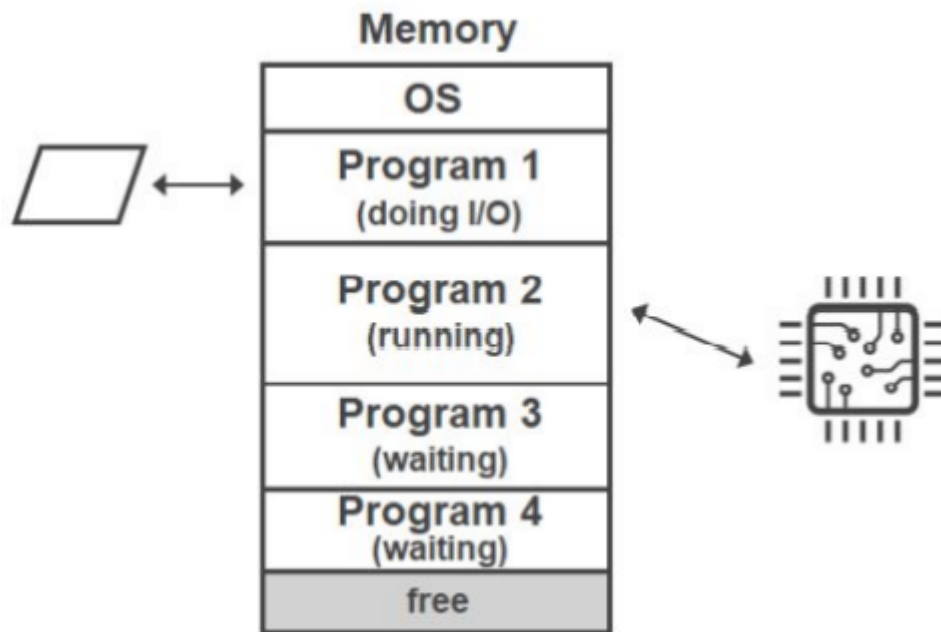 Memory
OS
Program 1
(doing I/O)
Program 2
(running)
Program 3
(waiting)
Program 4
(waiting)
free